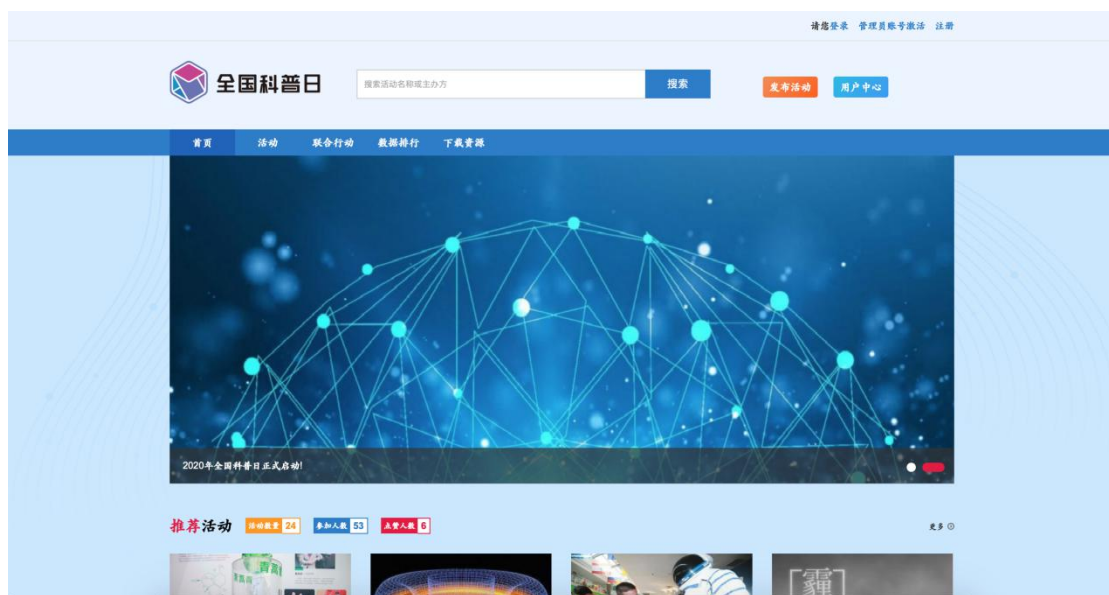 请您登录 管理员账号激活 注册
全国科普日
搜索活动名称或主办方
搜索
发布活动
用户中心
首页 活动 联合行动 数据排行 下载资源
2020年全国科普日正式启动!
推荐活动 活动数量 24 参加人数 53 点赞人数 6
更多
霾